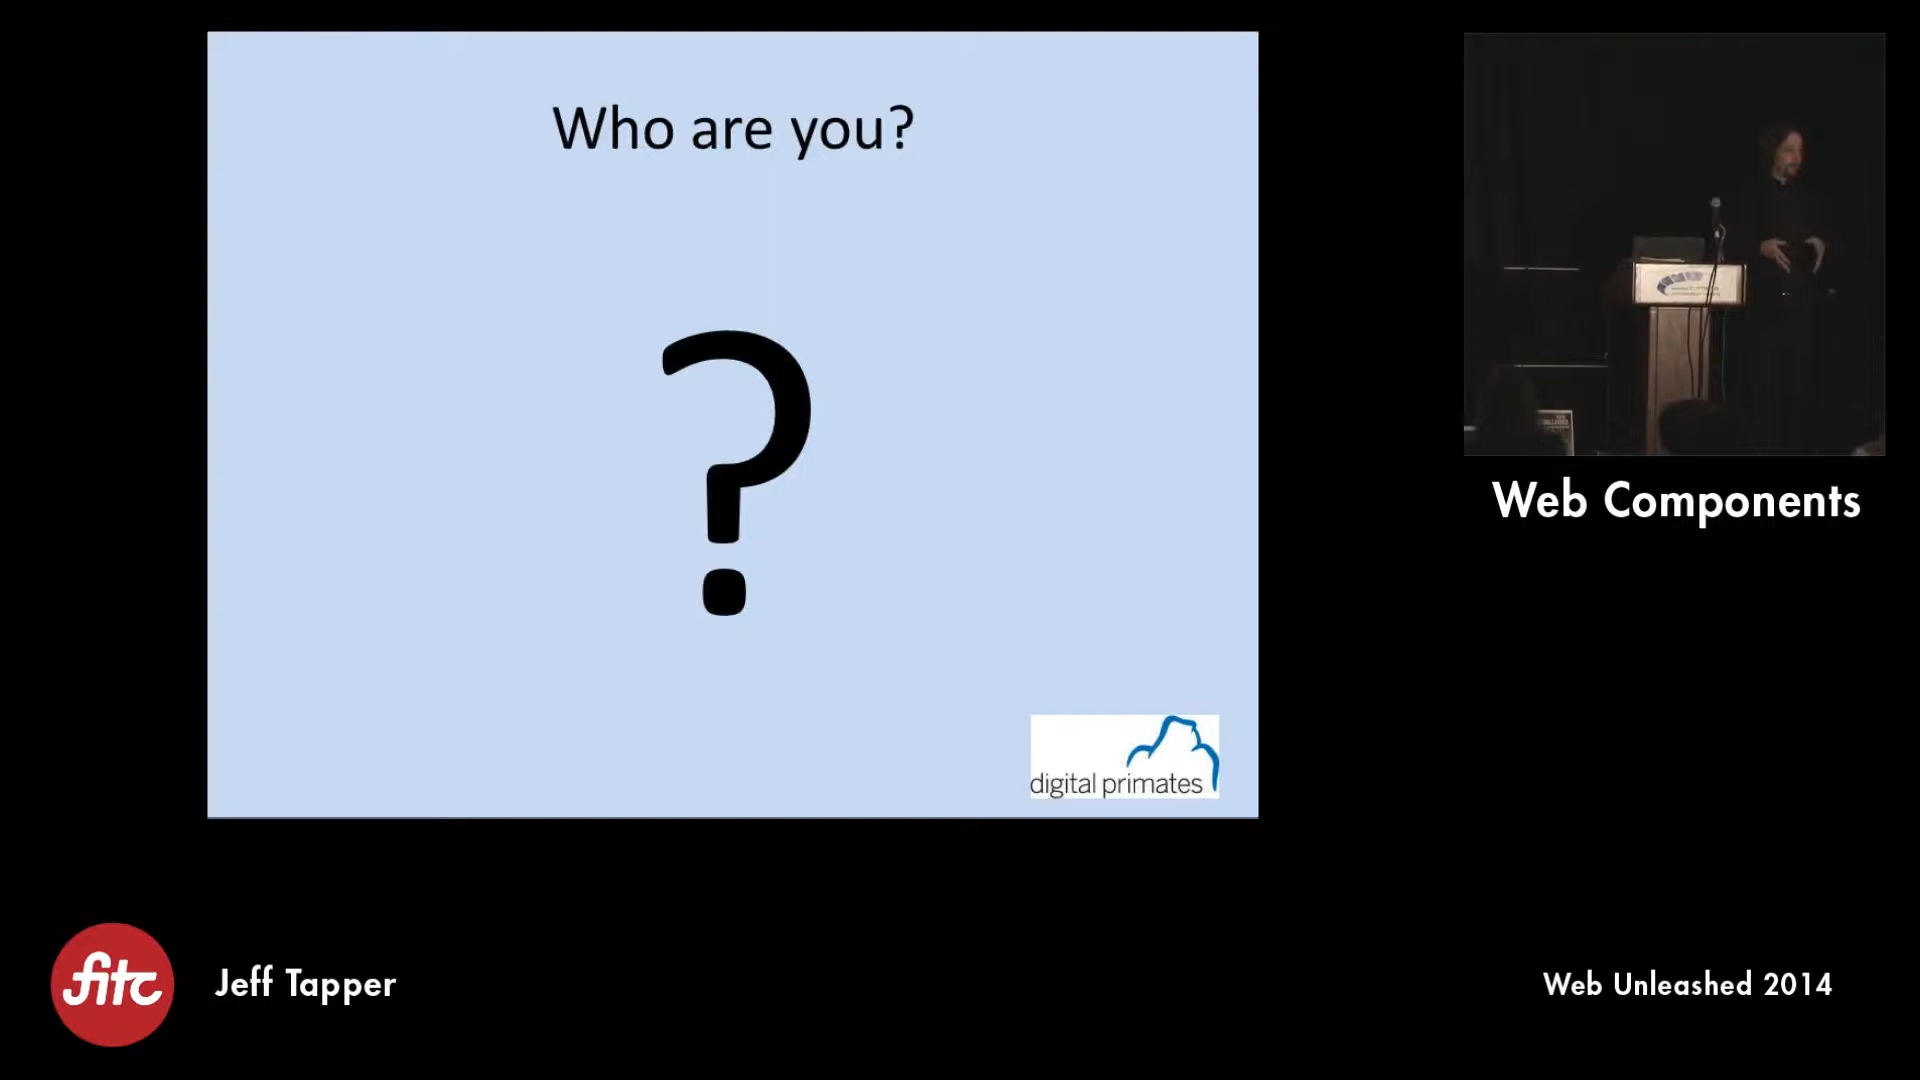 Who are you?
?
digital primates
Web Components
fitc
Jeff Tapper
Web Unleashed 2014